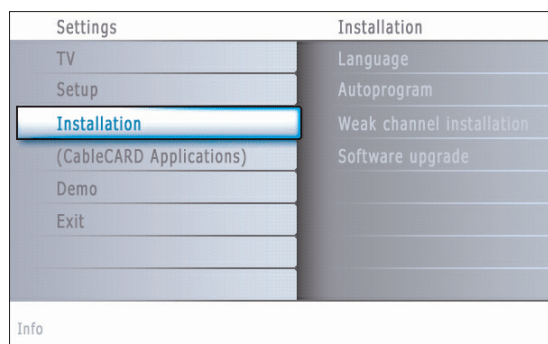 Settings
TV
Setup
Installation
(CableCARD Applications)
Demo
Exit
Installation
Language
Autoprogram
Weak channel installation
Software upgrade
Info